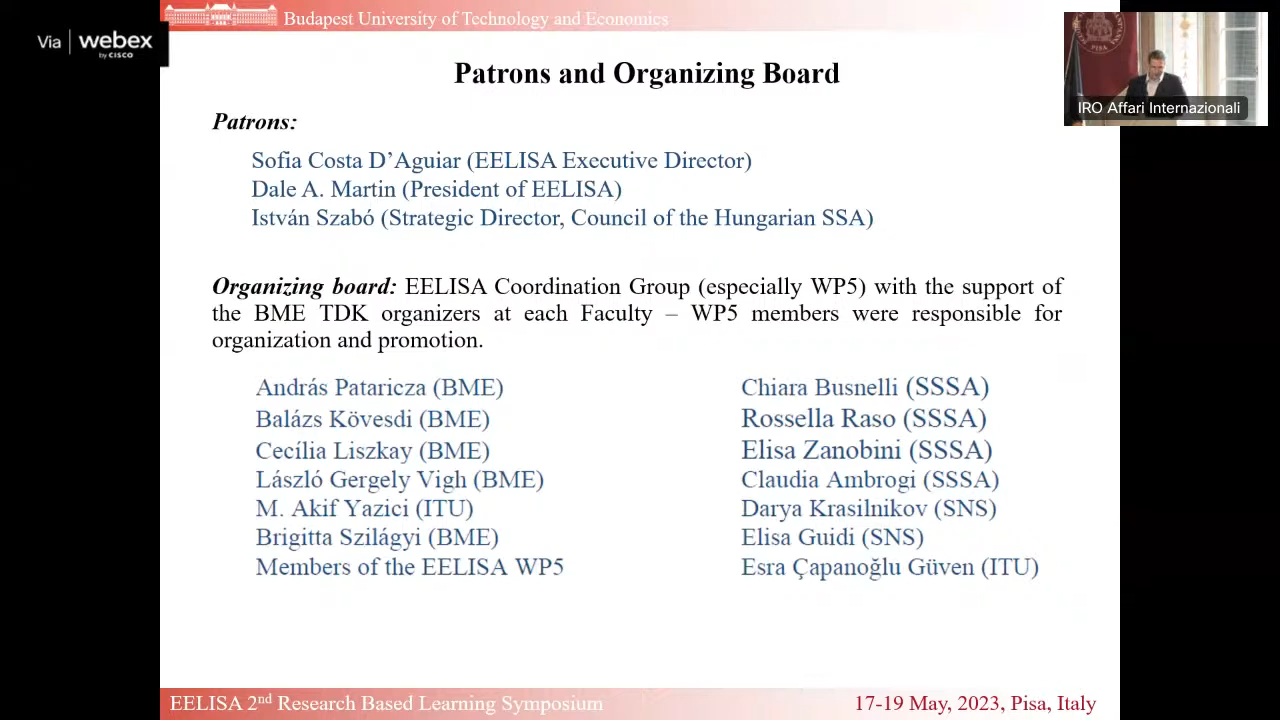 Via webex
by CISCO
Budapest University of Technology and Economics
PISA
IRO Affari Internazionali
Patrons and Organizing Board
Patrons:
Sofia Costa D’Aguiar (EELISA Executive Director)
Dale A. Martin (President of EELISA)
István Szabó (Strategic Director, Council of the Hungarian SSA)
Organizing board: EELISA Coordination Group (especially WP5) with the support of
the BME TDK organizers at each Faculty – WP5 members were responsible for
organization and promotion.
András Pataricza (BME)
Balázs Kövesdi (BME)
Cecília Liszkay (BME)
László Gergely Vigh (BME)
M. Akif Yazici (ITU)
Brigitta Szilágyi (BME)
Members of the EELISA WP5
Chiara Busnelli (SSSA)
Rossella Raso (SSSA)
Elisa Zanobini (SSSA)
Claudia Ambrogi (SSSA)
Darya Krasilnikov (SNS)
Elisa Guidi (SNS)
Esra Çapanoğlu Güven (ITU)
EELISA 2nd Research Based Learning Symposium
17-19 May, 2023, Pisa, Italy